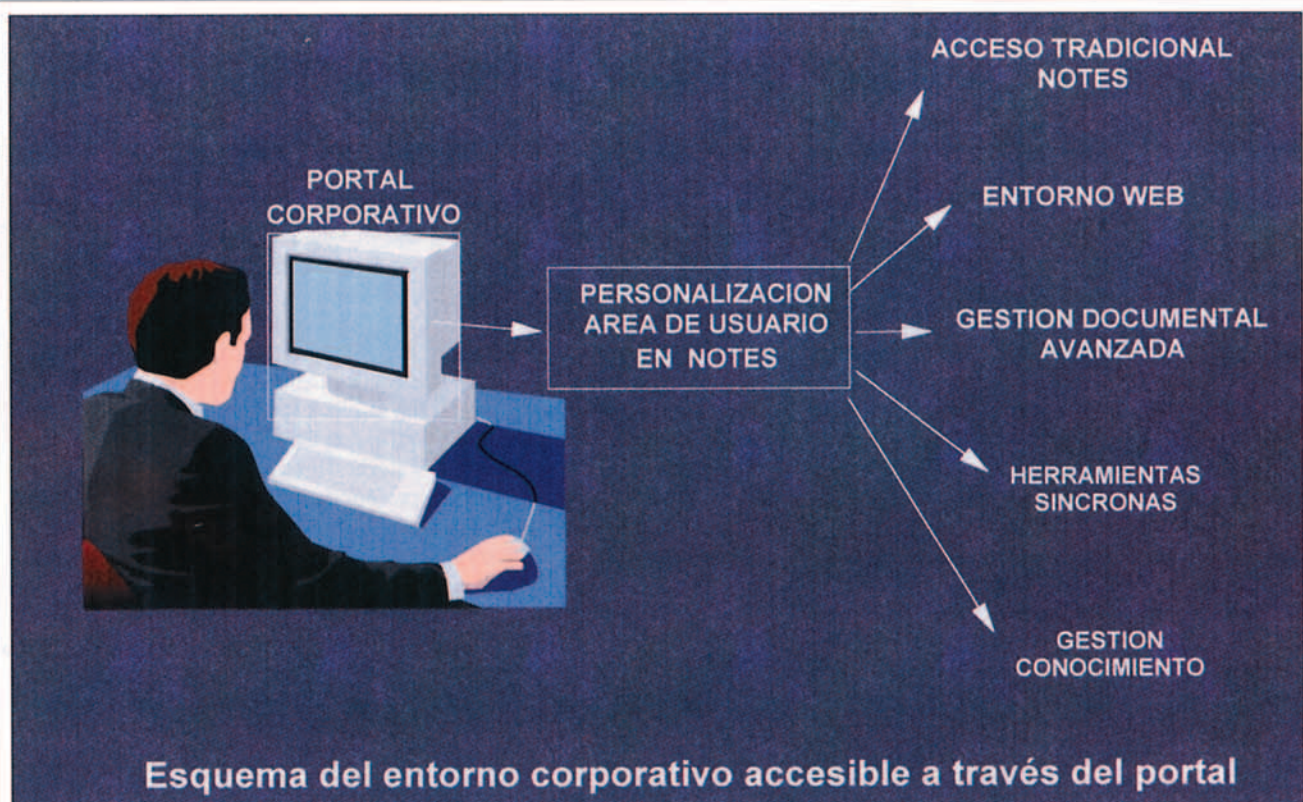 ACCESO TRADICIONAL
NOTES
PORTAL
CORPORATIVO
ENTORNO WEB
PERSONALIZACION
AREA DE USUARIO
EN NOTES
GESTION DOCUMENTAL
AVANZADA
HERRAMIENTAS
SINCRONAS
GESTION
CONOCIMIENTO
Esquema del entorno corporativo accesible a través del portal